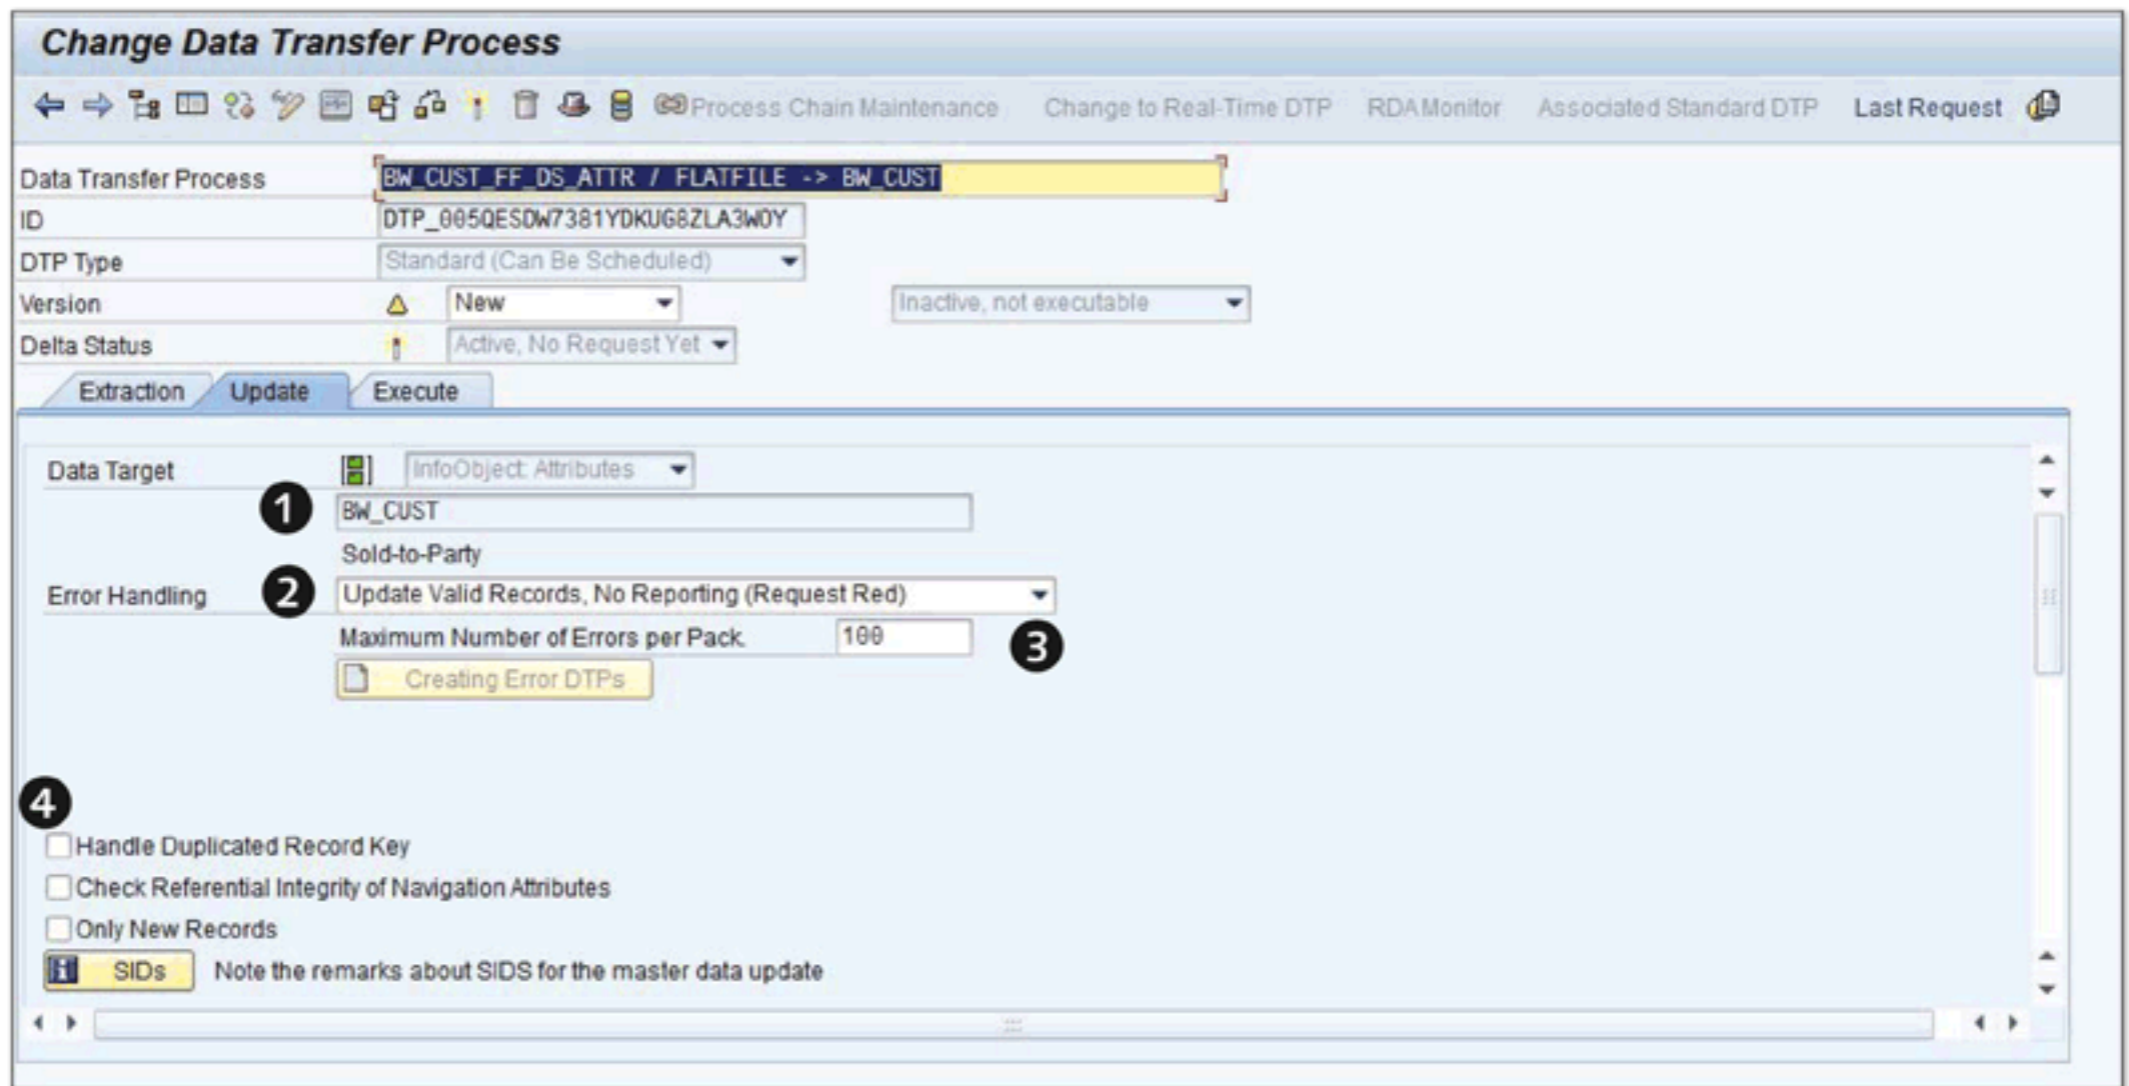 Change Data Transfer Process
Process Chain Maintenance Change to Real-Time DTP RDA Monitor Associated Standard DTP Last Request
Data Transfer Process BW_CUST_FF_DS_ATTR / FLATFILE -> BW_CUST
ID DTP_005QESDW7381YDKUG8ZLA3WOY
DTP Type Standard (Can Be Scheduled)
Version New Inactive, not executable
Delta Status Active, No Request Yet
Extraction Update Execute
Data Target InfoObject: Attributes
1 BW_CUST
Sold-to-Party
Error Handling 2 Update Valid Records, No Reporting (Request Red)
Maximum Number of Errors per Pack. 100 3
Creating Error DTPs
4
Handle Duplicated Record Key
Check Referential Integrity of Navigation Attributes
Only New Records
SIDs Note the remarks about SIDS for the master data update